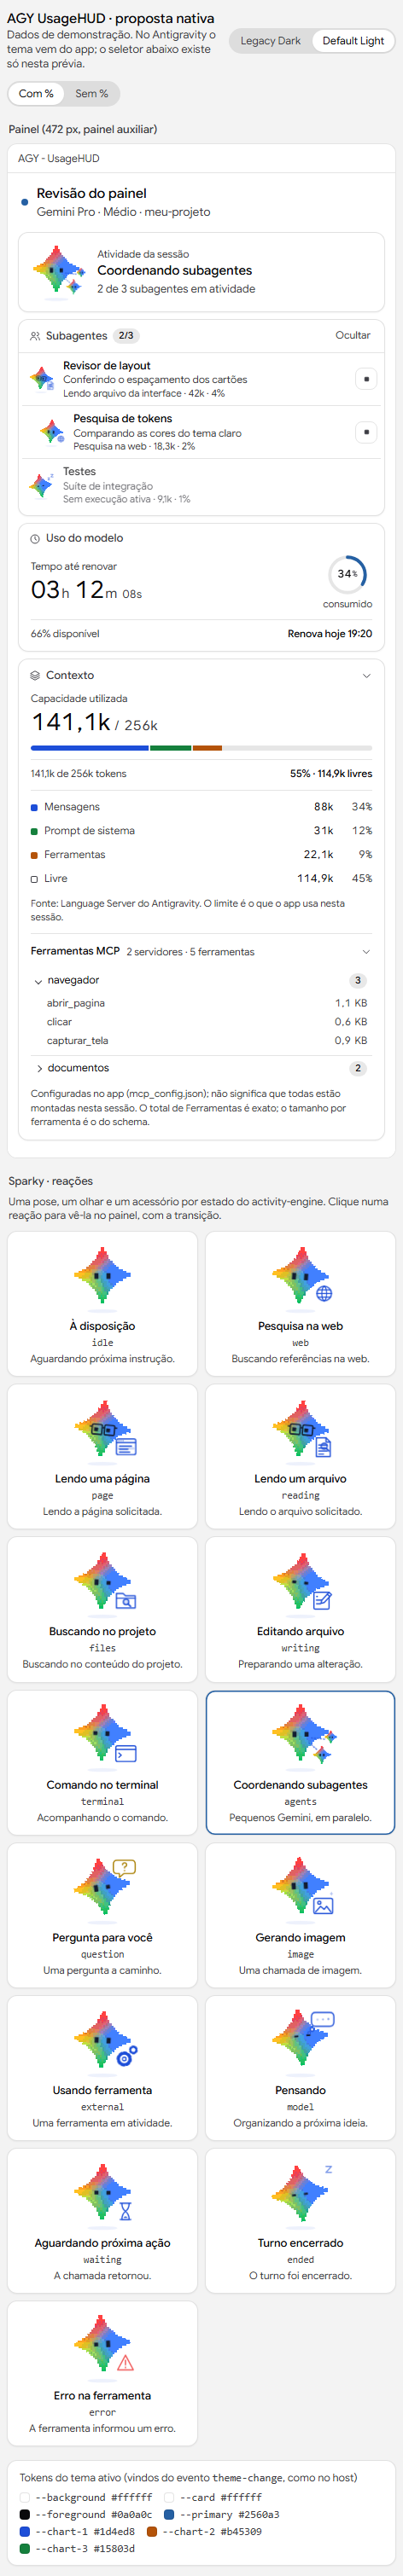 AGY UsageHUD · proposta nativa
Dados de demonstração. No Antigravity o
tema vem do app; o seletor abaixo existe
só nesta prévia.
Legacy Dark
Default Light
Com %
Sem %
Painel (472 px, painel auxiliar)
AGY - UsageHUD
Revisão do painel
Gemini Pro · Médio · meu-projeto
Atividade da sessão
Coordenando subagentes
2 de 3 subagentes em atividade
Subagentes 2/3
Ocultar
Revisor de layout
Conferindo o espaçamento dos cartões
Lendo arquivo da interface · 42k · 4%
Pesquisa de tokens
Comparando as cores do tema claro
Pesquisa na web · 18,3k · 2%
Testes
Suíte de integração
Sem execução ativa · 9,1k · 1%
Uso do modelo
Tempo até renovar
03h 12m 08s
34%
consumido
66% disponível
Renova hoje 19:20
Contexto
Capacidade utilizada
141,1k / 256k
141,1k de 256k tokens
55% · 114,9k livres
Mensagens 88k 34%
Prompt de sistema 31k 12%
Ferramentas 22,1k 9%
Livre 114,9k 45%
Fonte: Language Server do Antigravity. O limite é o que o app usa nesta
sessão.
Ferramentas MCP 2 servidores · 5 ferramentas
navegador 3
abrir_pagina 1,1 KB
clicar 0,6 KB
capturar_tela 0,9 KB
documentos 2
Configuradas no app (mcp_config.json); não significa que todas estão
montadas nesta sessão. O total de Ferramentas é exato; o tamanho por
ferramenta é o do schema.
Sparky · reações
Uma pose, um olhar e um acessório por estado do activity-engine. Clique numa
reação para vê-la no painel, com a transição.
À disposição
idle
Aguardando próxima instrução.
Pesquisa na web
web
Buscando referências na web.
Lendo uma página
page
Lendo a página solicitada.
Lendo um arquivo
reading
Lendo o arquivo solicitado.
Buscando no projeto
files
Buscando no conteúdo do projeto.
Editando arquivo
writing
Preparando uma alteração.
Comando no terminal
terminal
Acompanhando o comando.
Coordenando subagentes
agents
Pequenos Gemini, em paralelo.
?
Pergunta para você
question
Uma pergunta a caminho.
Gerando imagem
image
Uma chamada de imagem.
Usando ferramenta
external
Uma ferramenta em atividade.
Pensando
model
Organizando a próxima ideia.
Aguardando próxima ação
waiting
A chamada retornou.
Z
Turno encerrado
ended
O turno foi encerrado.
Erro na ferramenta
error
A ferramenta informou um erro.
Tokens do tema ativo (vindos do evento theme-change, como no host)
--background #ffffff --card #ffffff
--foreground #0a0a0c --primary #2560a3
--chart-1 #1d4ed8 --chart-2 #b45309
--chart-3 #15803d